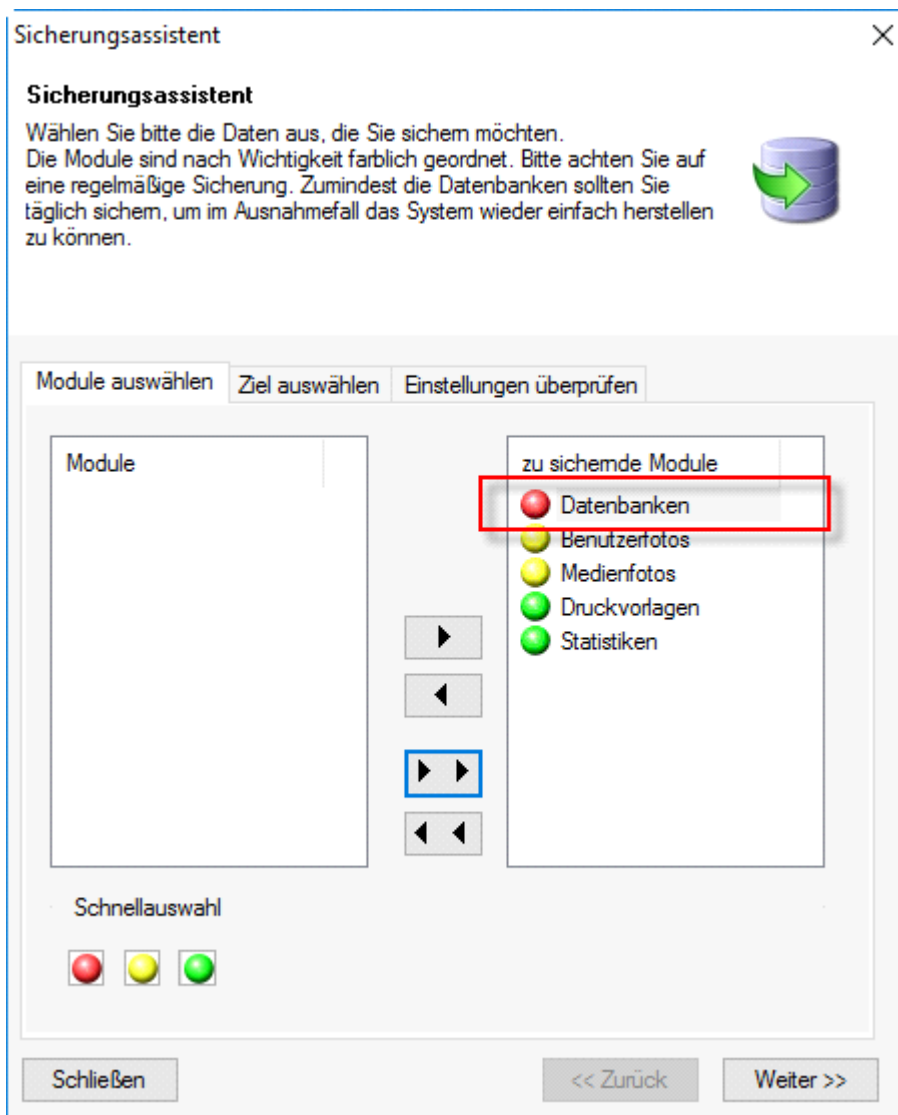 Sicherungsassistent
Sicherungsassistent
Wählen Sie bitte die Daten aus, die Sie sichern möchten.
Die Module sind nach Wichtigkeit farblich geordnet. Bitte achten Sie auf
eine regelmäßige Sicherung. Zumindest die Datenbanken sollten Sie
täglich sichern, um im Ausnahmefall das System wieder einfach herstellen
zu können.
Module auswählen Ziel auswählen Einstellungen überprüfen
Module
zu sichernde Module
Datenbanken
Benutzerfotos
Medienfotos
Druckvorlagen
Statistiken
Schnellauswahl
Schließen << Zurück Weiter >>